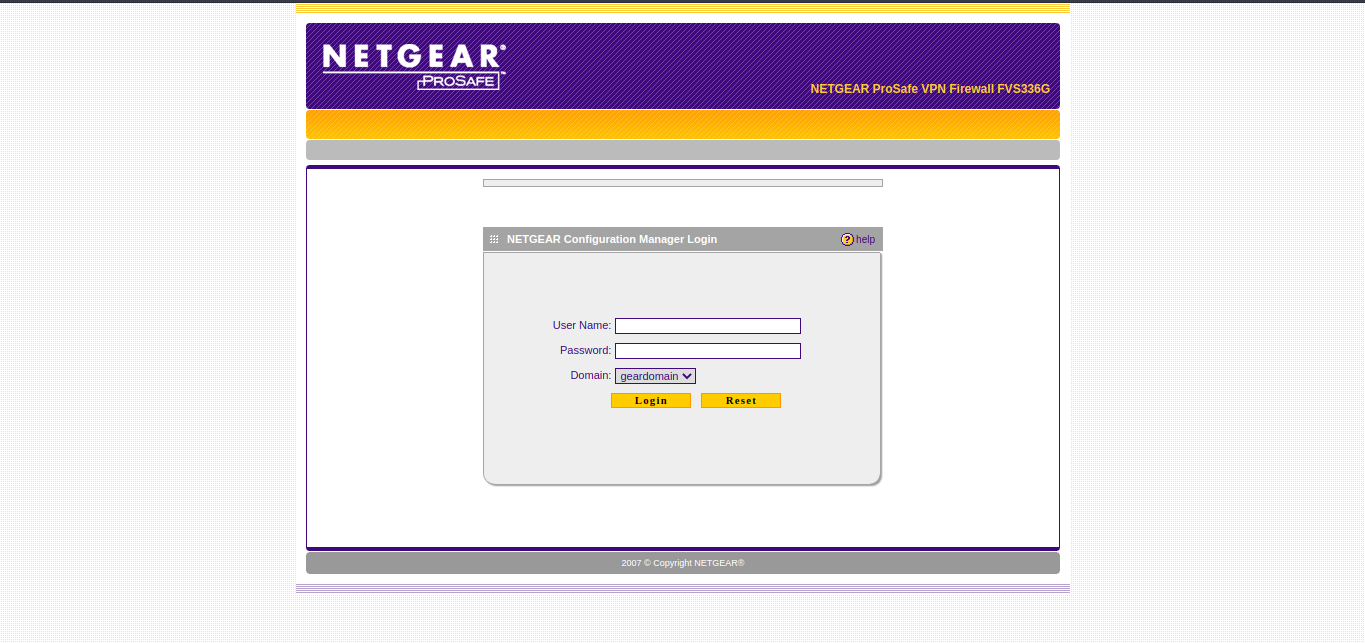 NETGEAR®
PROSAFE™
NETGEAR ProSafe VPN Firewall FVS336G
NETGEAR Configuration Manager Login
? help
User Name:
Password:
Domain: geardomain
Login Reset
2007 © Copyright NETGEAR®